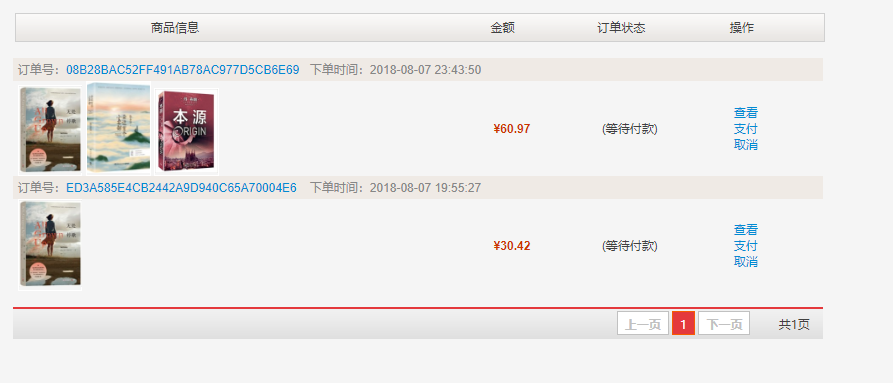 商品信息 金额 订单状态 操作
订单号：08B28BAC52FF491AB78AC977D5CB6E69 下单时间：2018-08-07 23:43:50
本源
ORIGIN
¥60.97 (等待付款)
查看
支付
取消
订单号：ED3A585E4CB2442A9D940C65A70004E6 下单时间：2018-08-07 19:55:27
¥30.42 (等待付款)
查看
支付
取消
上一页 1 下一页 共1页